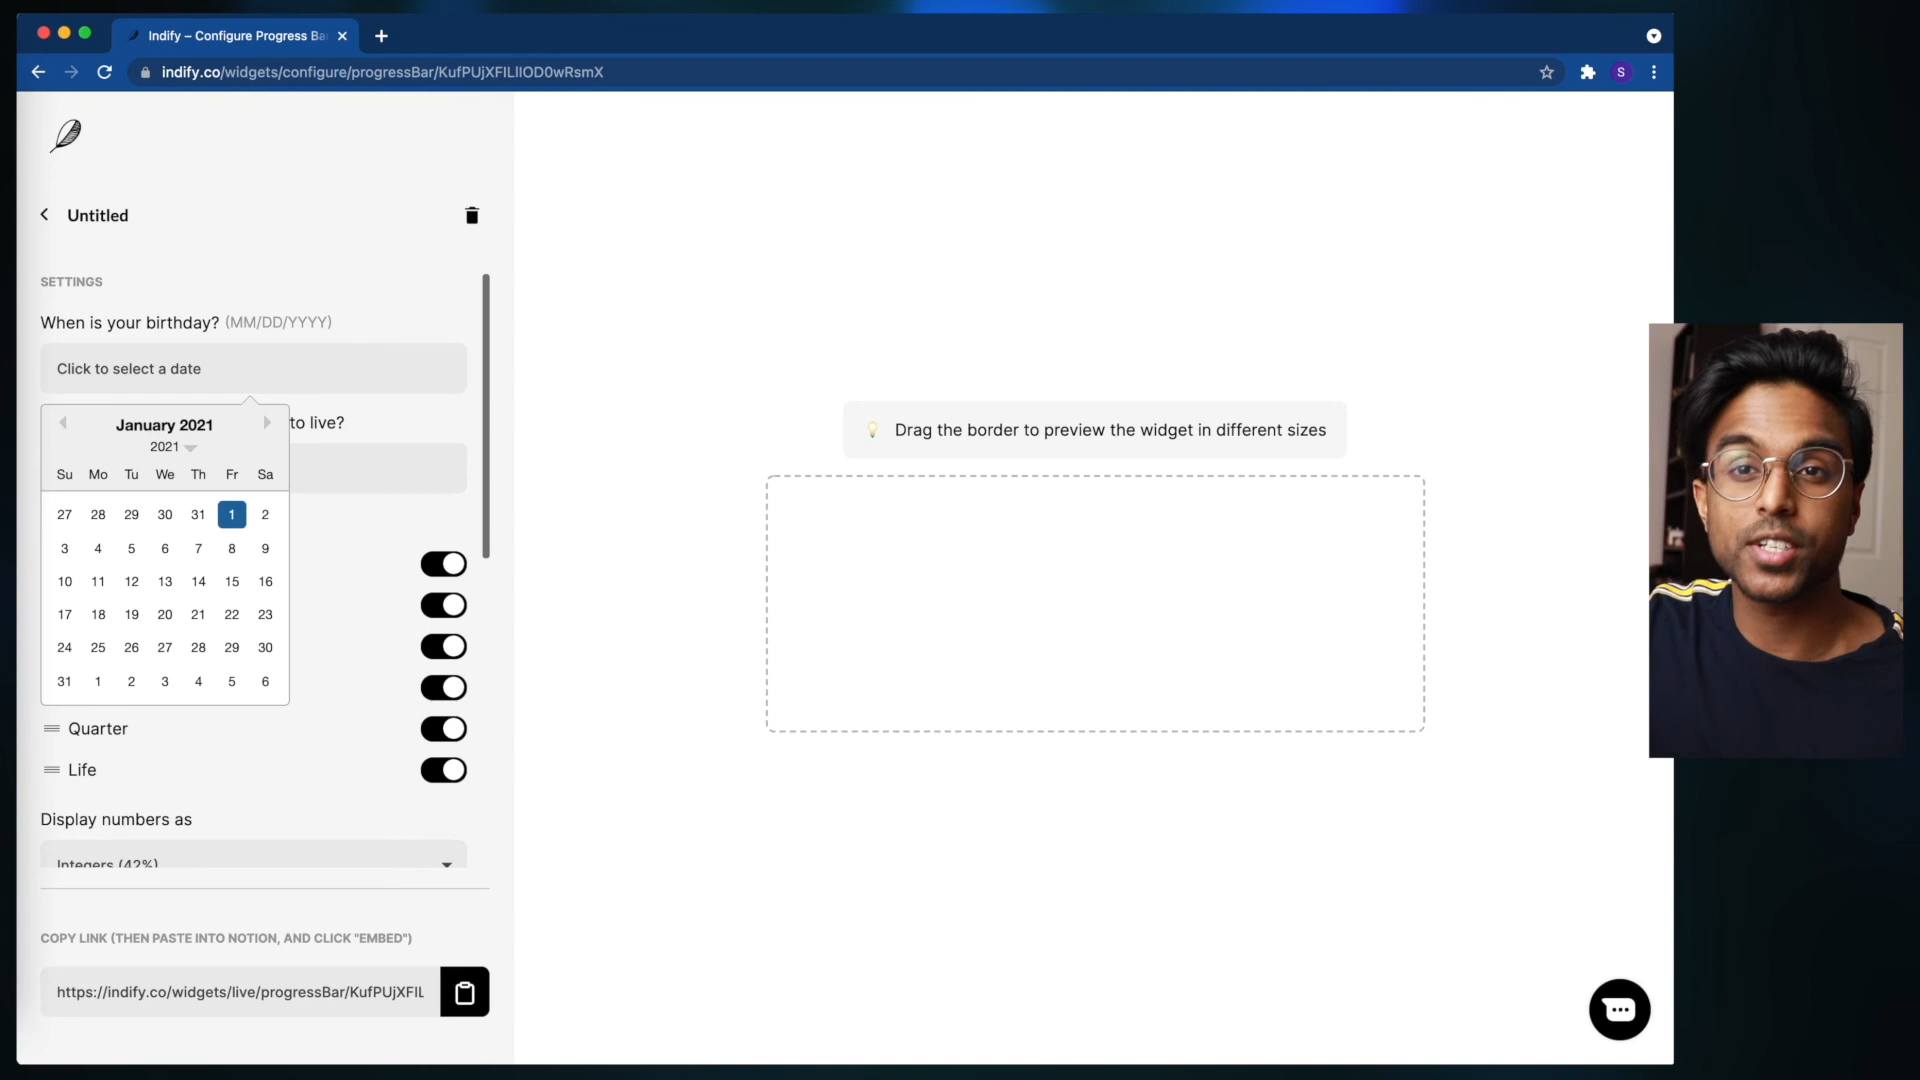 Indify – Configure Progress Ba
indify.co/widgets/configure/progressBar/KufPUjXFILIIOD0wRsmX
S
Untitled
SETTINGS
When is your birthday? (MM/DD/YYYY)
Click to select a date
to live?
January 2021
2021
Su Mo Tu We Th Fr Sa
27 28 29 30 31 1 2
3 4 5 6 7 8 9
10 11 12 13 14 15 16
17 18 19 20 21 22 23
24 25 26 27 28 29 30
31 1 2 3 4 5 6
Quarter
Life
Display numbers as
Integers (42%)
COPY LINK (THEN PASTE INTO NOTION, AND CLICK "EMBED")
https://indify.co/widgets/live/progressBar/KufPUjXFIL
Drag the border to preview the widget in different sizes